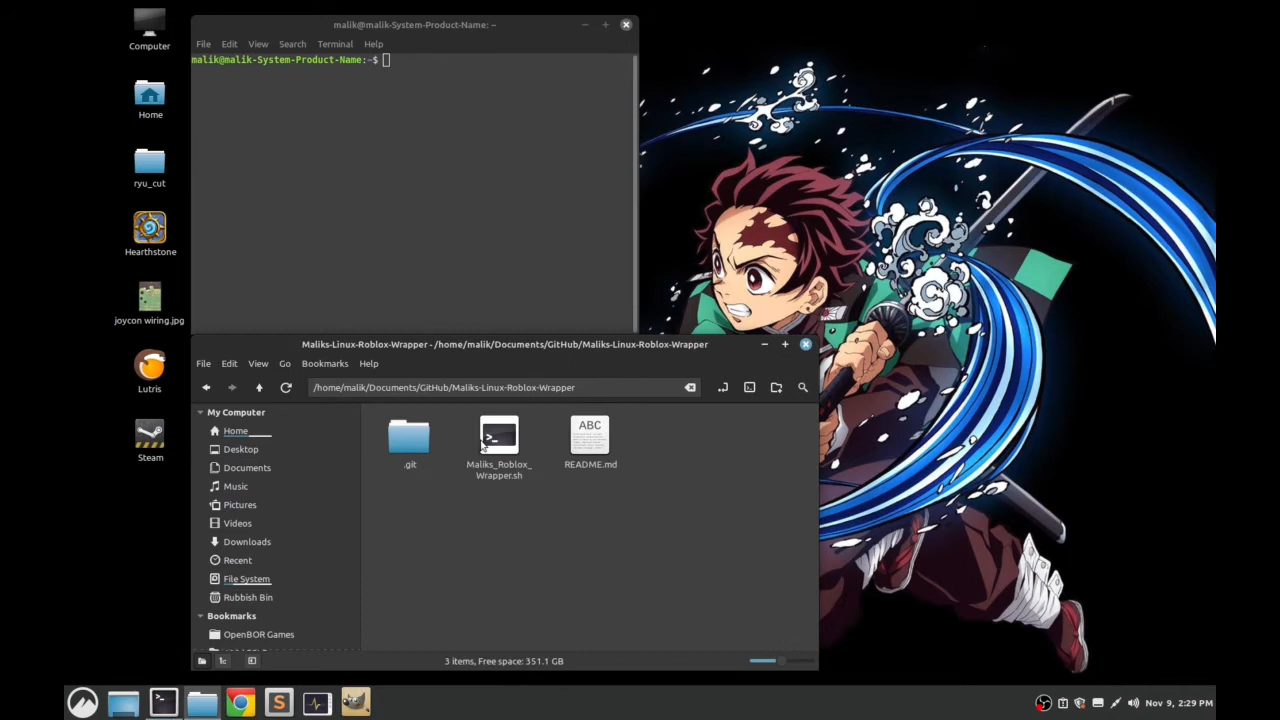 Computer
Home
ryu_cut
Hearthstone
joycon wiring.jpg
Lutris
Steam
malik@malik-System-Product-Name: ~
File Edit View Search Terminal Help
malik@malik-System-Product-Name:~$
Maliks-Linux-Roblox-Wrapper - /home/malik/Documents/GitHub/Maliks-Linux-Roblox-Wrapper
File Edit View Go Bookmarks Help
/home/malik/Documents/GitHub/Maliks-Linux-Roblox-Wrapper
My Computer
Home
Desktop
Documents
Music
Pictures
Videos
Downloads
Recent
File System
Rubbish Bin
Bookmarks
OpenBOR Games
.git
Maliks_Roblox_
Wrapper.sh
ABC
README.md
3 items, Free space: 351.1 GB
Nov 9, 2:29 PM